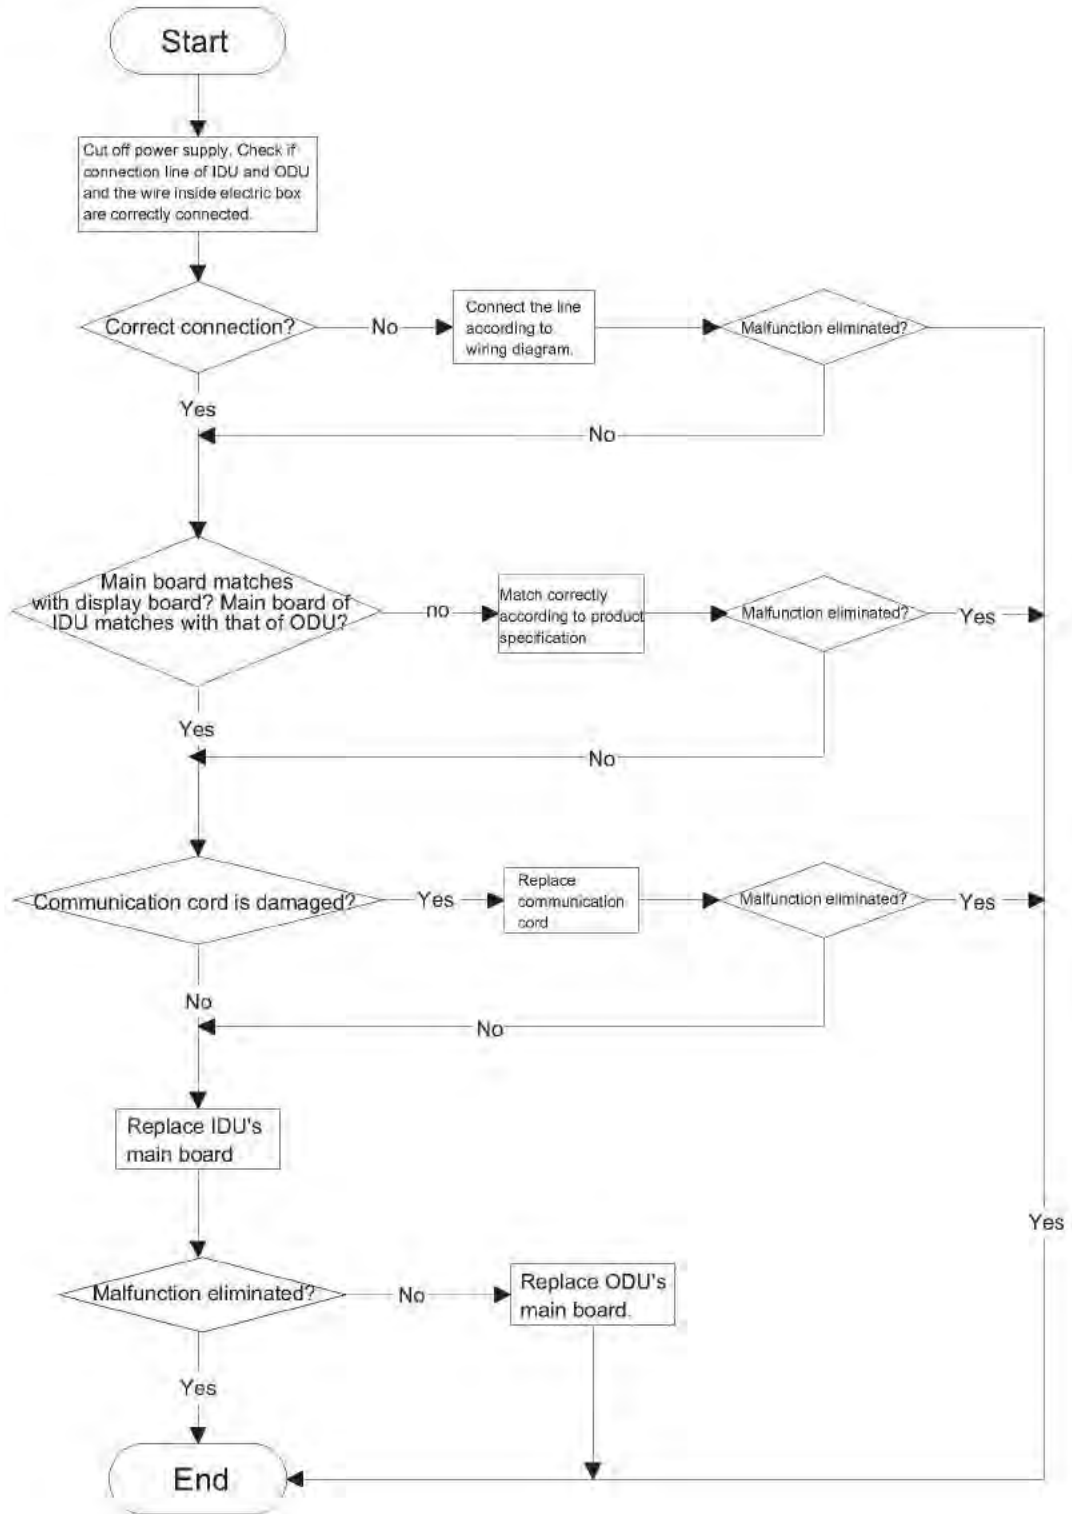 Start
Cut off power supply. Check if
connection line of IDU and ODU
and the wire inside electric box
are correctly connected.
Correct connection?
No
Connect the line
according to
wiring diagram.
Malfunction eliminated?
Yes
No
Main board matches
with display board? Main board of
IDU matches with that of ODU?
no
Match correctly
according to product
specification
Malfunction eliminated?
Yes
Yes
No
Communication cord is damaged?
Yes
Replace
communication
cord
Malfunction eliminated?
Yes
No
No
Replace IDU's
main board
Yes
Malfunction eliminated?
No
Replace ODU's
main board.
Yes
End